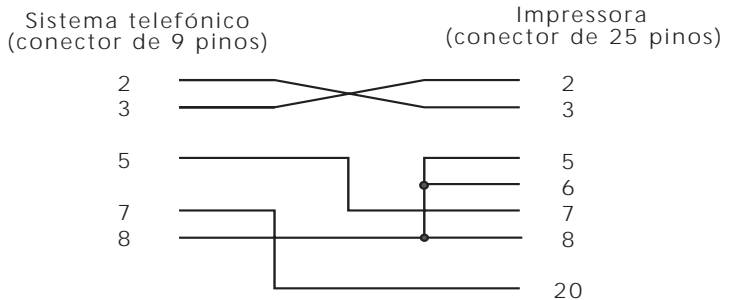 Sistema telefónico
(conector de 9 pinos)
Impressora
(conector de 25 pinos)
2 2
3 3
5 5
6
7 7
8 8
20